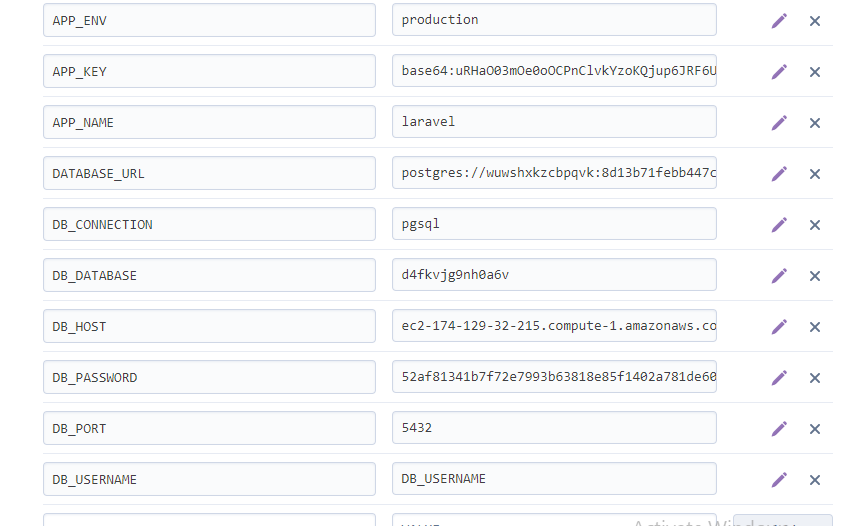 APP_ENV production
APP_KEY base64:uRHaO03mOe0oOCPnClvkYzoKQjup6JRF6U
APP_NAME laravel
DATABASE_URL postgres://wuwshxkzcbpqvk:8d13b71febb447c
DB_CONNECTION pgsql
DB_DATABASE d4fkvjg9nh0a6v
DB_HOST ec2-174-129-32-215.compute-1.amazonaws.co
DB_PASSWORD 52af81341b7f72e7993b63818e85f1402a781de60
DB_PORT 5432
DB_USERNAME DB_USERNAME
VALUE Activate Windows